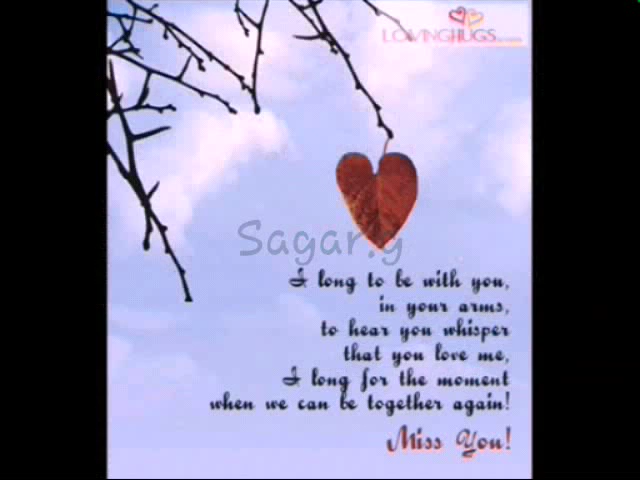 LOVINGHUGS
Sagar.g
I long to be with you,
in your arms,
to hear you whisper
that you love me,
I long for the moment
when we can be together again!
Miss You!